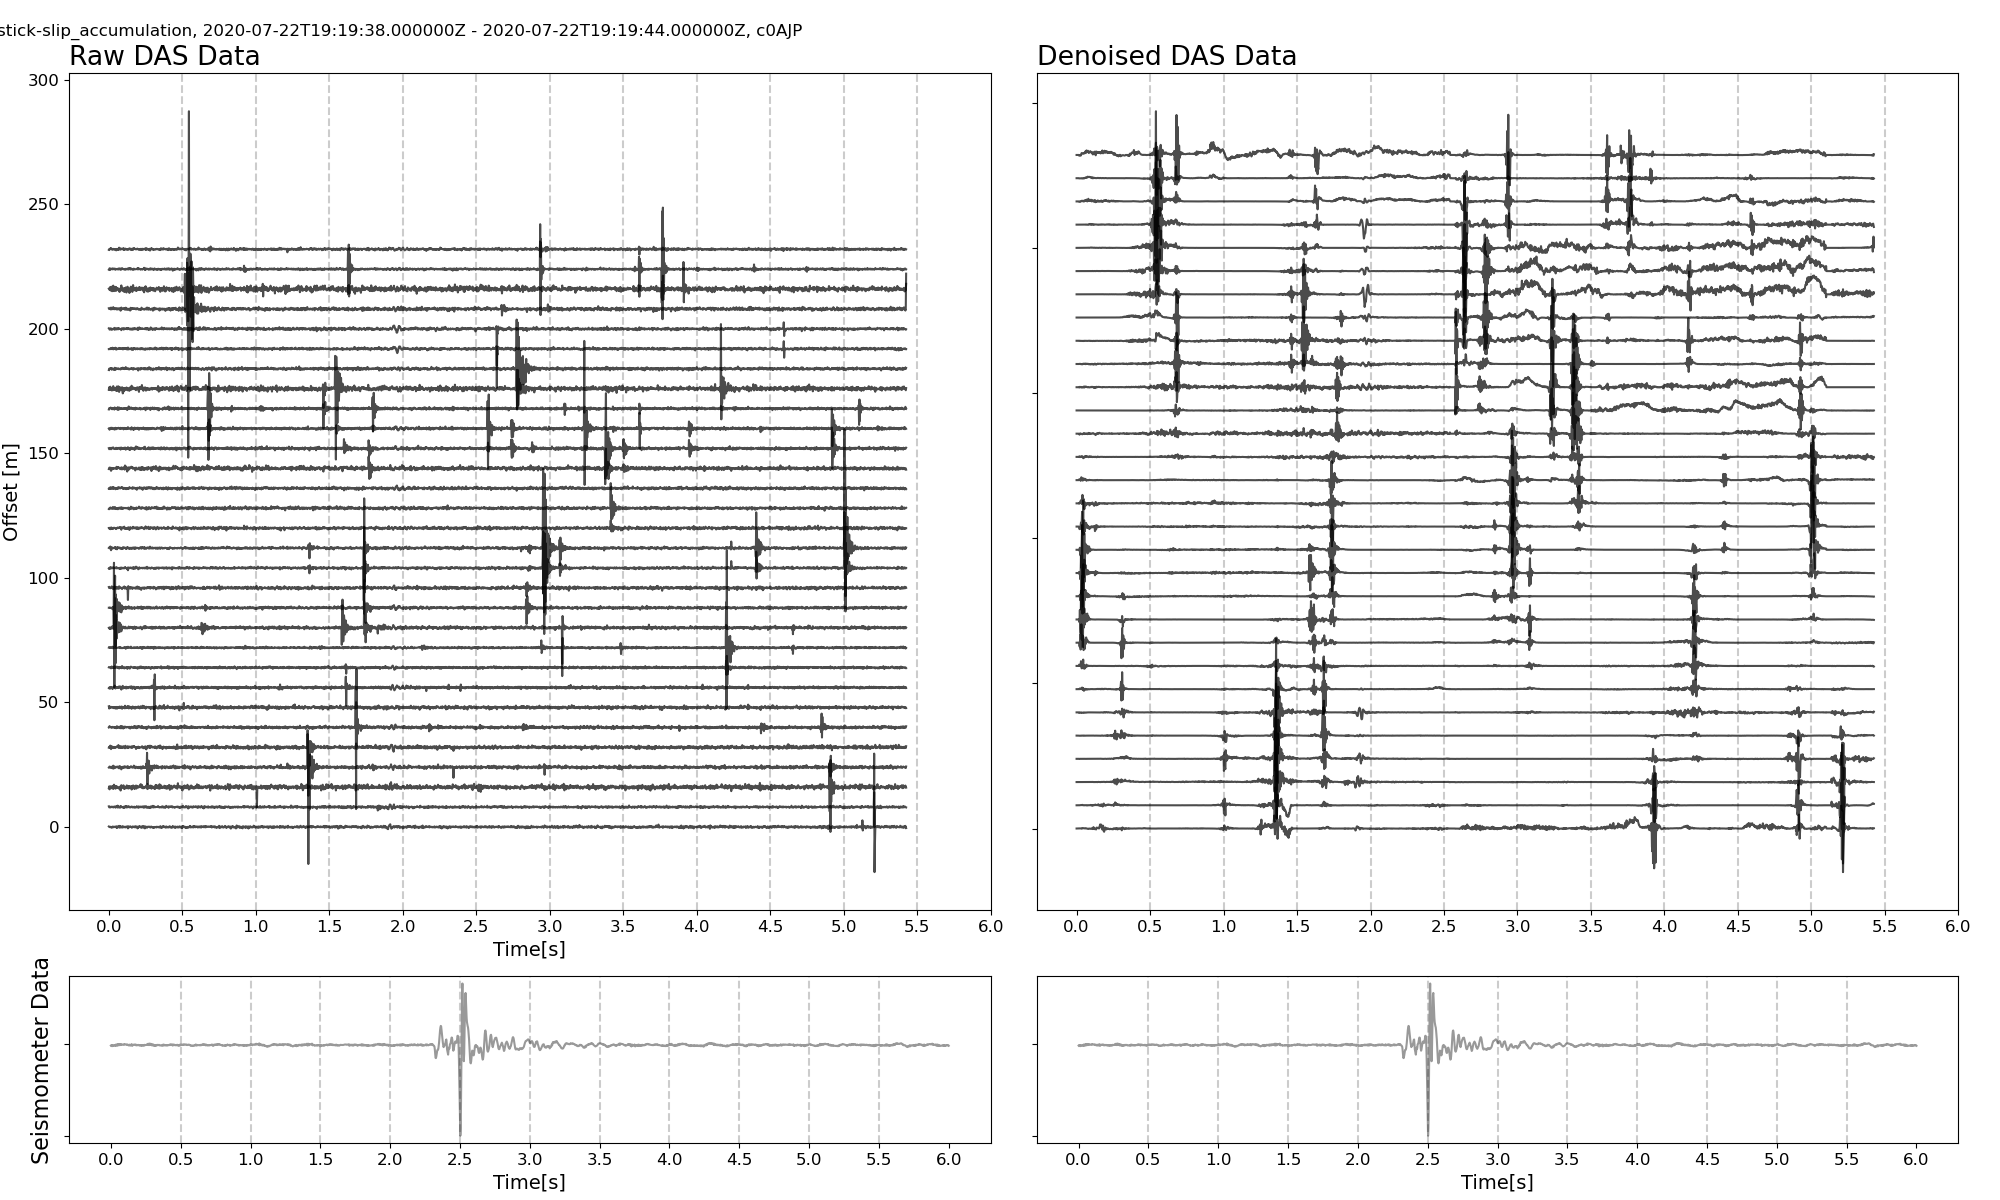 stick-slip_accumulation, 2020-07-22T19:19:38.000000Z - 2020-07-22T19:19:44.000000Z, c0AJP
Raw DAS Data
Denoised DAS Data
300
250
200
150
100
50
0
Offset [m]
0.0 0.5 1.0 1.5 2.0 2.5 3.0 3.5 4.0 4.5 5.0 5.5 6.0
Time[s]
0.0 0.5 1.0 1.5 2.0 2.5 3.0 3.5 4.0 4.5 5.0 5.5 6.0
Seismometer Data
0.0 0.5 1.0 1.5 2.0 2.5 3.0 3.5 4.0 4.5 5.0 5.5 6.0
Time[s]
0.0 0.5 1.0 1.5 2.0 2.5 3.0 3.5 4.0 4.5 5.0 5.5 6.0
Time[s]